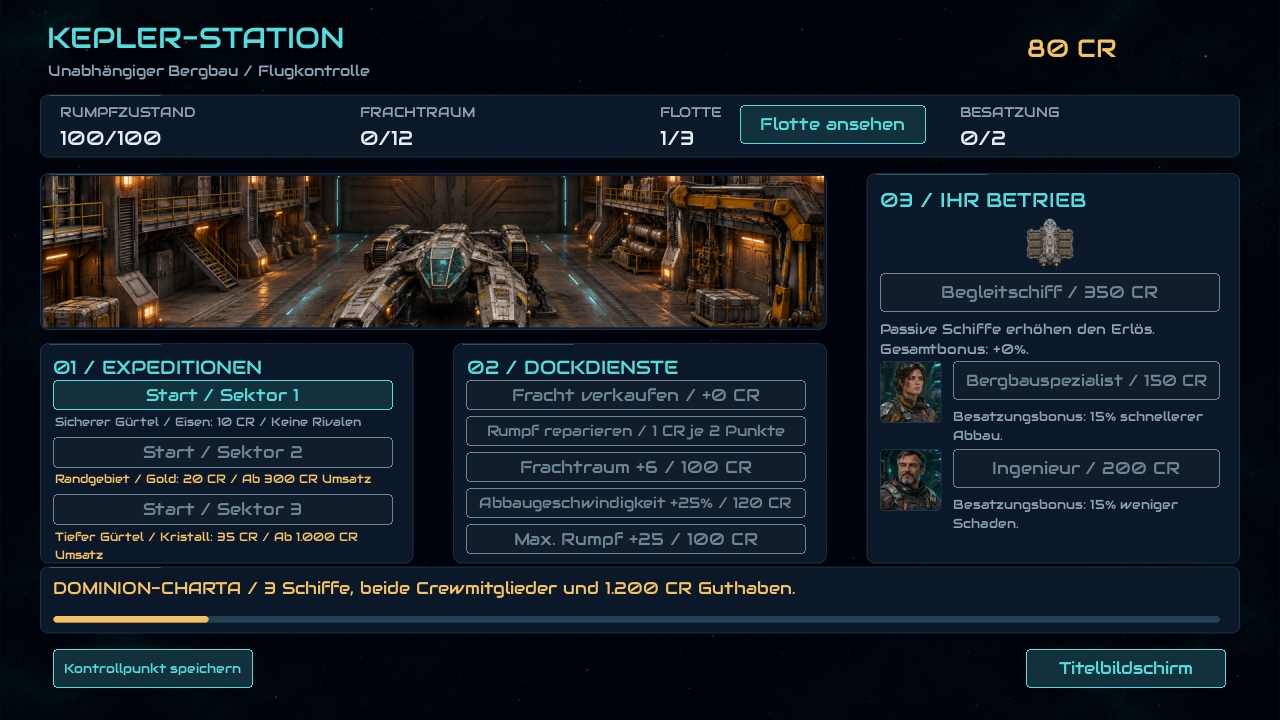 KEPLER-STATION
Unabhängiger Bergbau / Flugkontrolle
80 CR
RUMPFZUSTAND
100/100
FRACHTRAUM
0/12
FLOTTE
1/3
Flotte ansehen
BESATZUNG
0/2
01 / EXPEDITIONEN
Start / Sektor 1
Sicherer Gürtel / Eisen: 10 CR / Keine Rivalen
Start / Sektor 2
Randgebiet / Gold: 20 CR / Ab 300 CR Umsatz
Start / Sektor 3
Tiefer Gürtel / Kristall: 35 CR / Ab 1.000 CR
Umsatz
02 / DOCKDIENSTE
Fracht verkaufen / +0 CR
Rumpf reparieren / 1 CR je 2 Punkte
Frachtraum +6 / 100 CR
Abbaugeschwindigkeit +25% / 120 CR
Max. Rumpf +25 / 100 CR
03 / IHR BETRIEB
Begleitschiff / 350 CR
Passive Schiffe erhöhen den Erlös.
Gesamtbonus: +0%.
Bergbauspezialist / 150 CR
Besatzungsbonus: 15% schnellerer
Abbau.
Ingenieur / 200 CR
Besatzungsbonus: 15% weniger
Schaden.
DOMINION-CHARTA / 3 Schiffe, beide Crewmitglieder und 1.200 CR Guthaben.
Kontrollpunkt speichern
Titelbildschirm